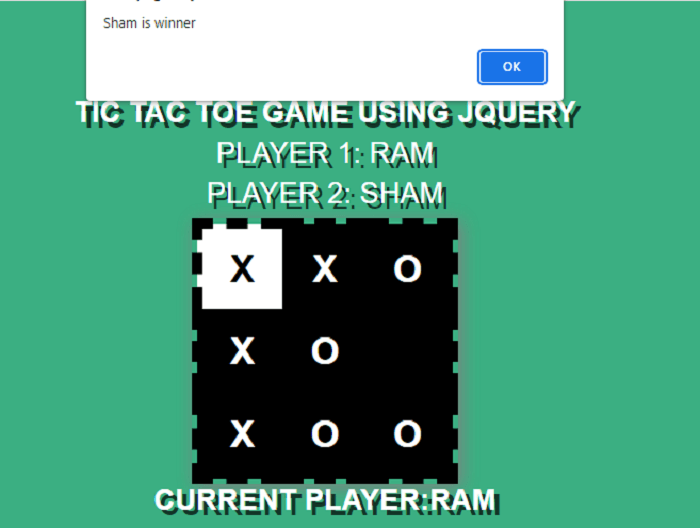 Sham is winner
OK
TIC TAC TOE GAME USING JQUERY
PLAYER 1: RAM
PLAYER 2: SHAM
X X O
X O
X O O
CURRENT PLAYER:RAM